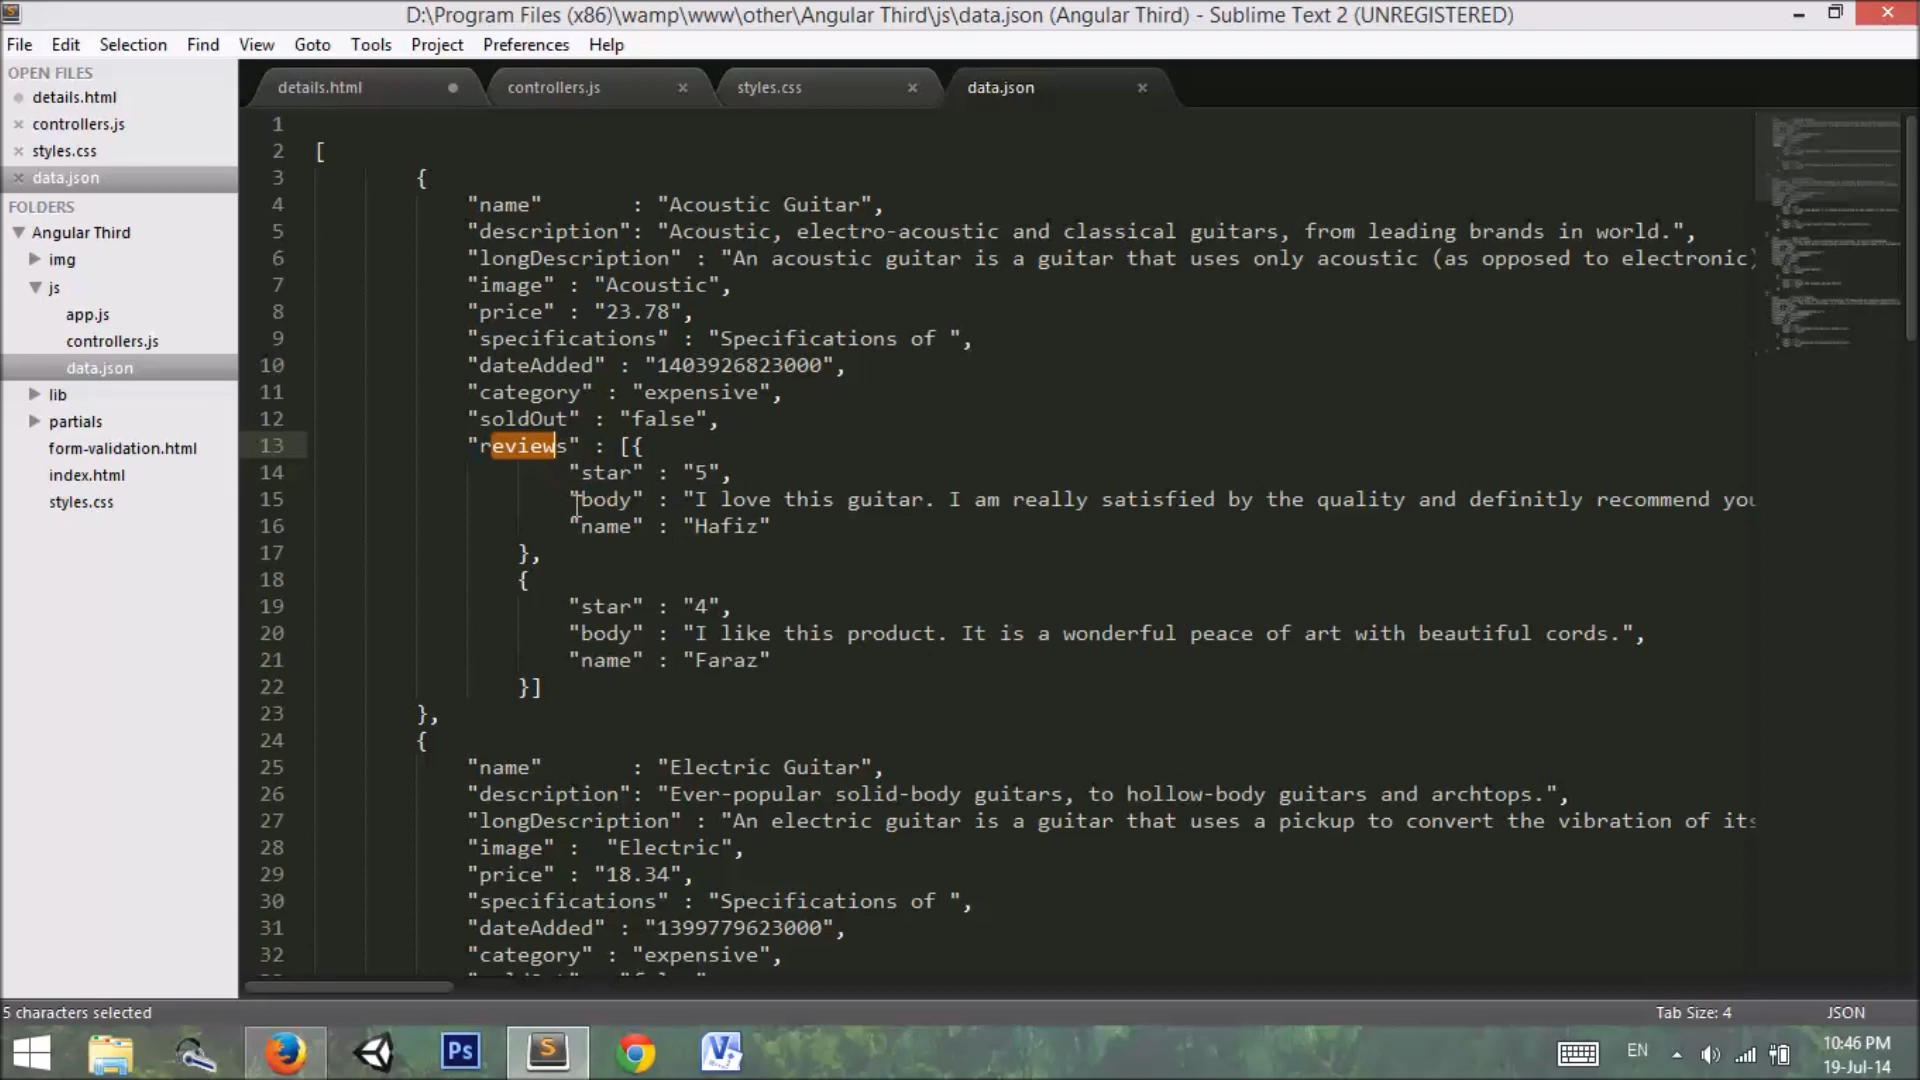 D:\Program Files (x86)\wamp\www\other\Angular Third\js\data.json (Angular Third) - Sublime Text 2 (UNREGISTERED)
File Edit Selection Find View Goto Tools Project Preferences Help
OPEN FILES
details.html
controllers.js
styles.css
data.json
FOLDERS
Angular Third
img
js
app.js
controllers.js
data.json
lib
partials
form-validation.html
index.html
styles.css
details.html controllers.js styles.css data.json
1
2 [
3 {
4 "name" : "Acoustic Guitar",
5 "description": "Acoustic, electro-acoustic and classical guitars, from leading brands in world.",
6 "longDescription" : "An acoustic guitar is a guitar that uses only acoustic (as opposed to electronic)
7 "image" : "Acoustic",
8 "price" : "23.78",
9 "specifications" : "Specifications of ",
10 "dateAdded" : "1403926823000",
11 "category" : "expensive",
12 "soldOut" : "false",
13 "reviews" : [{
14 "star" : "5",
15 "body" : "I love this guitar. I am really satisfied by the quality and definitly recommend you
16 "name" : "Hafiz"
17 },
18 {
19 "star" : "4",
20 "body" : "I like this product. It is a wonderful peace of art with beautiful cords.",
21 "name" : "Faraz"
22 }]
23 },
24 {
25 "name" : "Electric Guitar",
26 "description": "Ever-popular solid-body guitars, to hollow-body guitars and archtops.",
27 "longDescription" : "An electric guitar is a guitar that uses a pickup to convert the vibration of its
28 "image" : "Electric",
29 "price" : "18.34",
30 "specifications" : "Specifications of ",
31 "dateAdded" : "1399779623000",
32 "category" : "expensive",
5 characters selected
Tab Size: 4 JSON
Ps
EN
10:46 PM
19-Jul-14